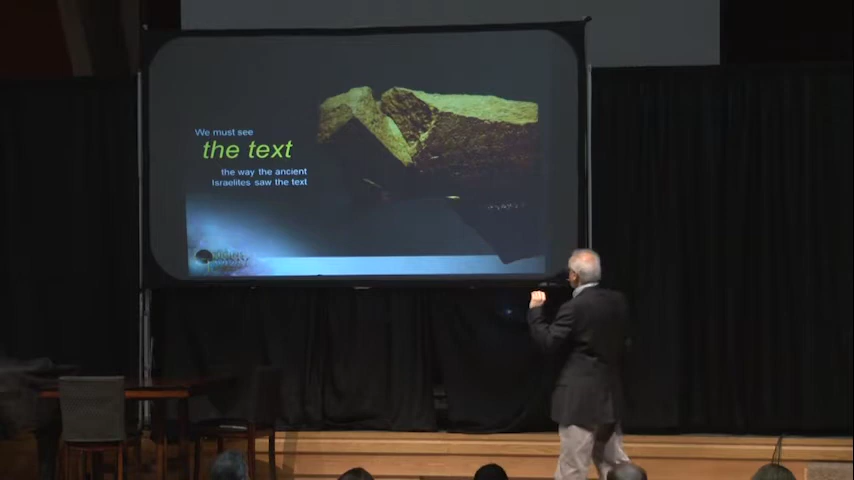 We must see
the text
the way the ancient
Israelites saw the text